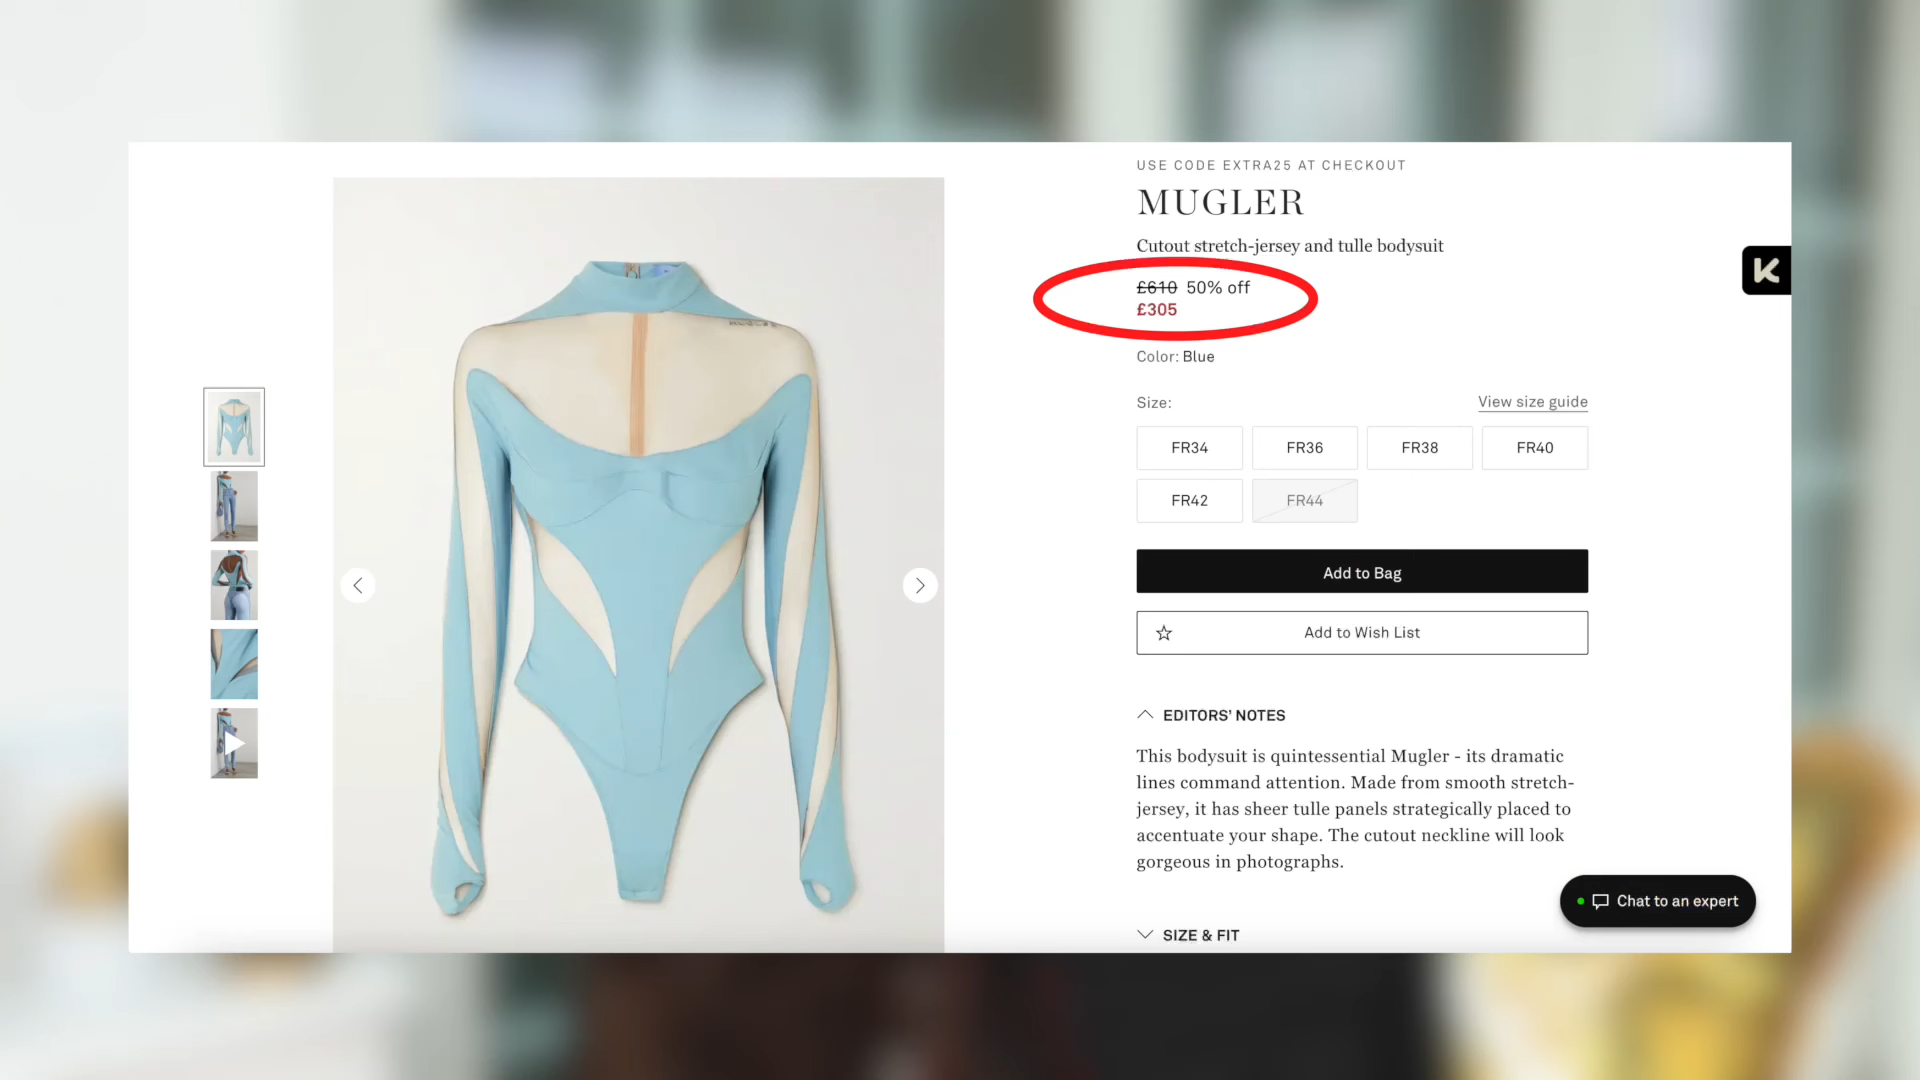 USE CODE EXTRA25 AT CHECKOUT
MUGLER
Cutout stretch-jersey and tulle bodysuit
£610 50% off
£305
Color: Blue
Size:
View size guide
FR34
FR36
FR38
FR40
FR42
FR44
Add to Bag
Add to Wish List
EDITORS' NOTES
This bodysuit is quintessential Mugler - its dramatic
lines command attention. Made from smooth stretch-
jersey, it has sheer tulle panels strategically placed to
accentuate your shape. The cutout neckline will look
gorgeous in photographs.
Chat to an expert
SIZE & FIT
K